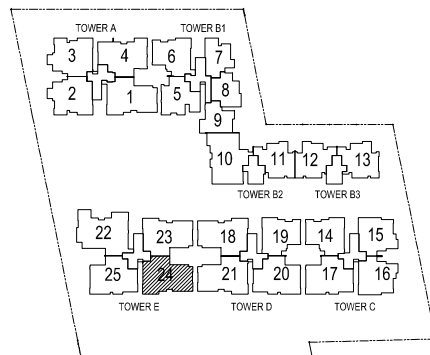 TOWER A TOWER B1
3 4 6 7
2 1 5 8
9
10 11 12 13
TOWER B2 TOWER B3
22 23 18 19 14 15
25 24 21 20 17 16
TOWER E TOWER D TOWER C